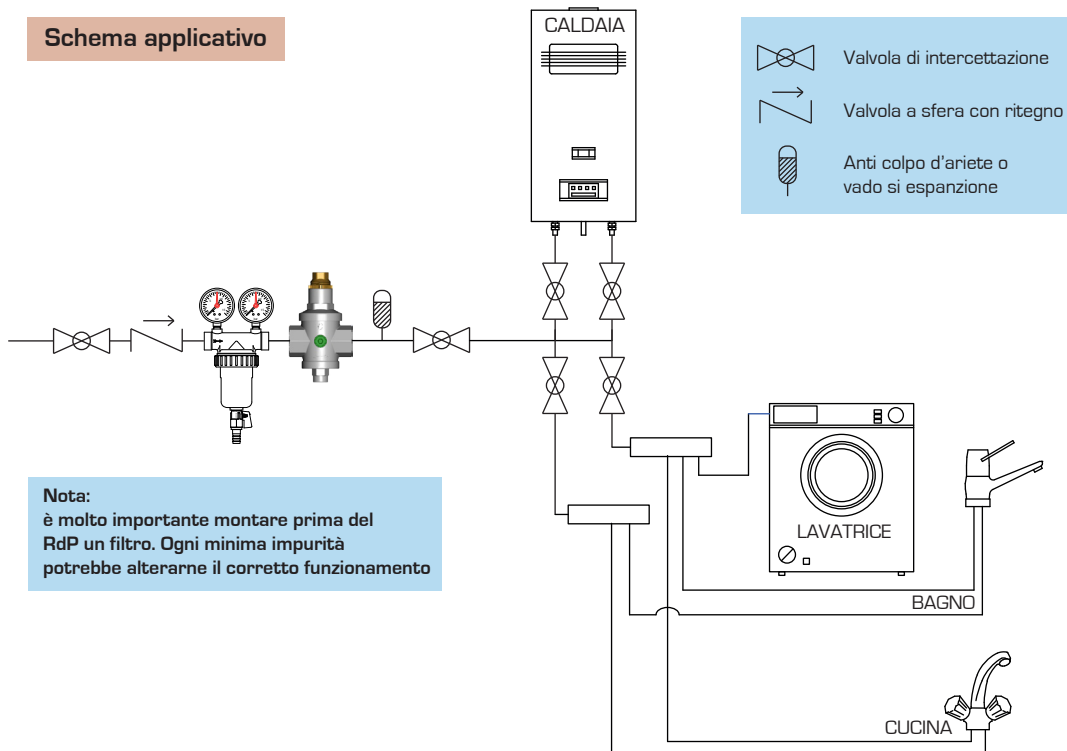 Schema applicativo
CALDAIA
Valvola di intercettazione
Valvola a sfera con ritegno
Anti colpo d'ariete o
vado si espanzione
Nota:
è molto importante montare prima del
RdP un filtro. Ogni minima impurità
potrebbe alterarne il corretto funzionamento
LAVATRICE
BAGNO
CUCINA